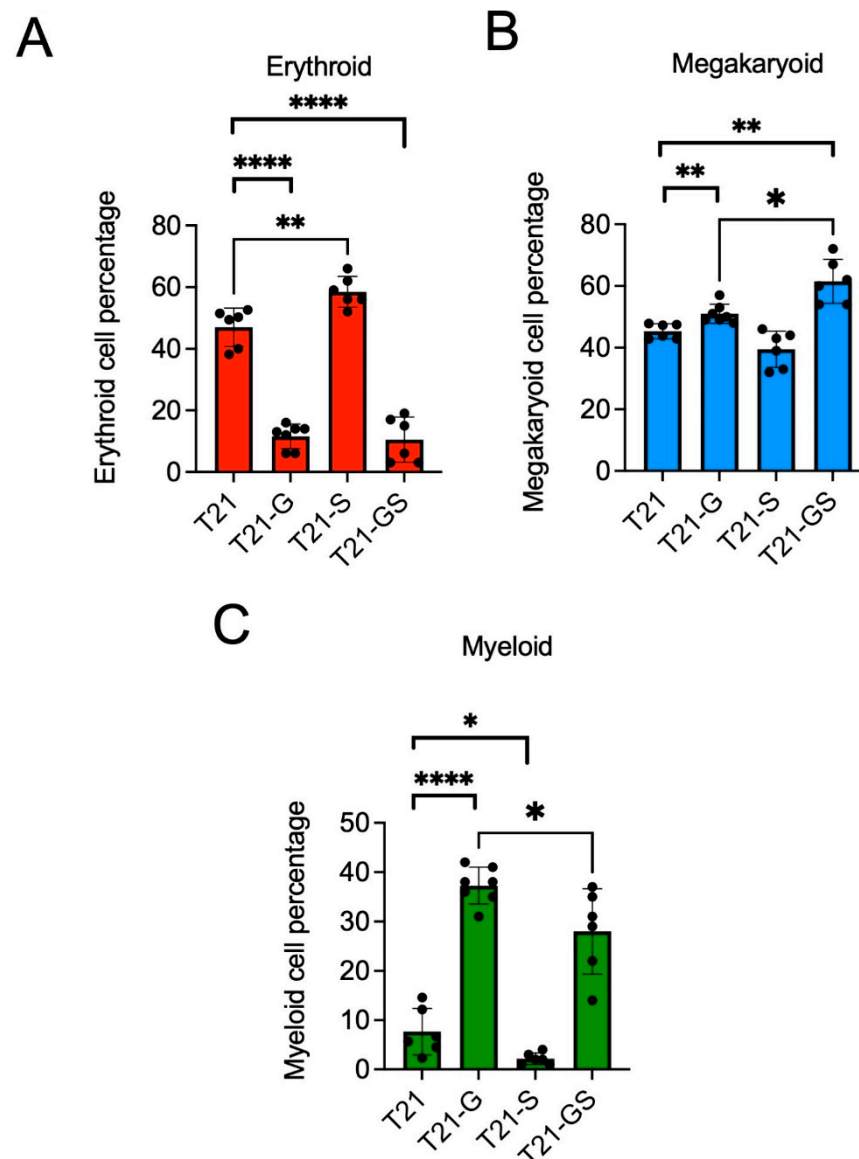 A
Erythroid
****
****
**
Erythroid cell percentage
80
60
40
20
0
T21
T21-G
T21-S
T21-GS
B
Megakaryoid
**
**
*
Megakaryoid cell percentage
80
60
40
20
0
T21
T21-G
T21-S
T21-GS
C
Myeloid
*
****
*
Myeloid cell percentage
50
40
30
20
10
0
T21
T21-G
T21-S
T21-GS